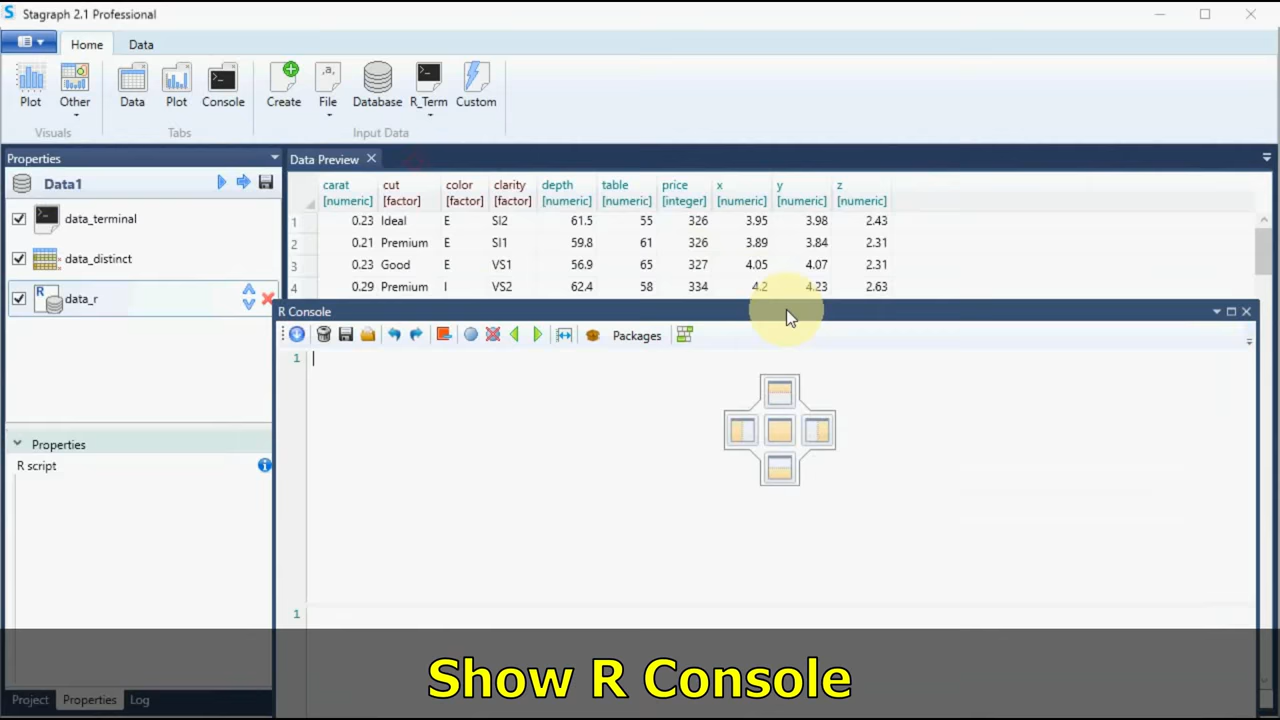 Stagraph 2.1 Professional
Home Data
Plot Other Data Plot Console Create File Database R_Term Custom
Visuals Tabs Input Data
Properties
Data Preview
Data1
data_terminal
data_distinct
data_r
carat cut color clarity depth table price x y z
[numeric] [factor] [factor] [factor] [numeric] [numeric] [integer] [numeric] [numeric] [numeric]
1 0.23 Ideal E SI2 61.5 55 326 3.95 3.98 2.43
2 0.21 Premium E SI1 59.8 61 326 3.89 3.84 2.31
3 0.23 Good E VS1 56.9 65 327 4.05 4.07 2.31
4 0.29 Premium I VS2 62.4 58 334 4.2 4.23 2.63
R Console
Packages
1
1
Properties
R script
Show R Console
Project Properties Log